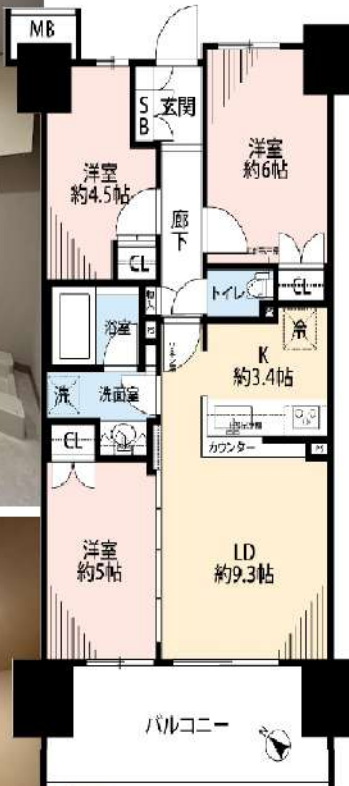 MB
SB
玄関
洋室
約4.5帖
洋室
約6帖
廊下
CL
CL
トイレ
浴室
冷
K
約3.4帖
洗
洗面室
カウンター
CL
洋室
約5帖
LD
約9.3帖
バルコニー
N